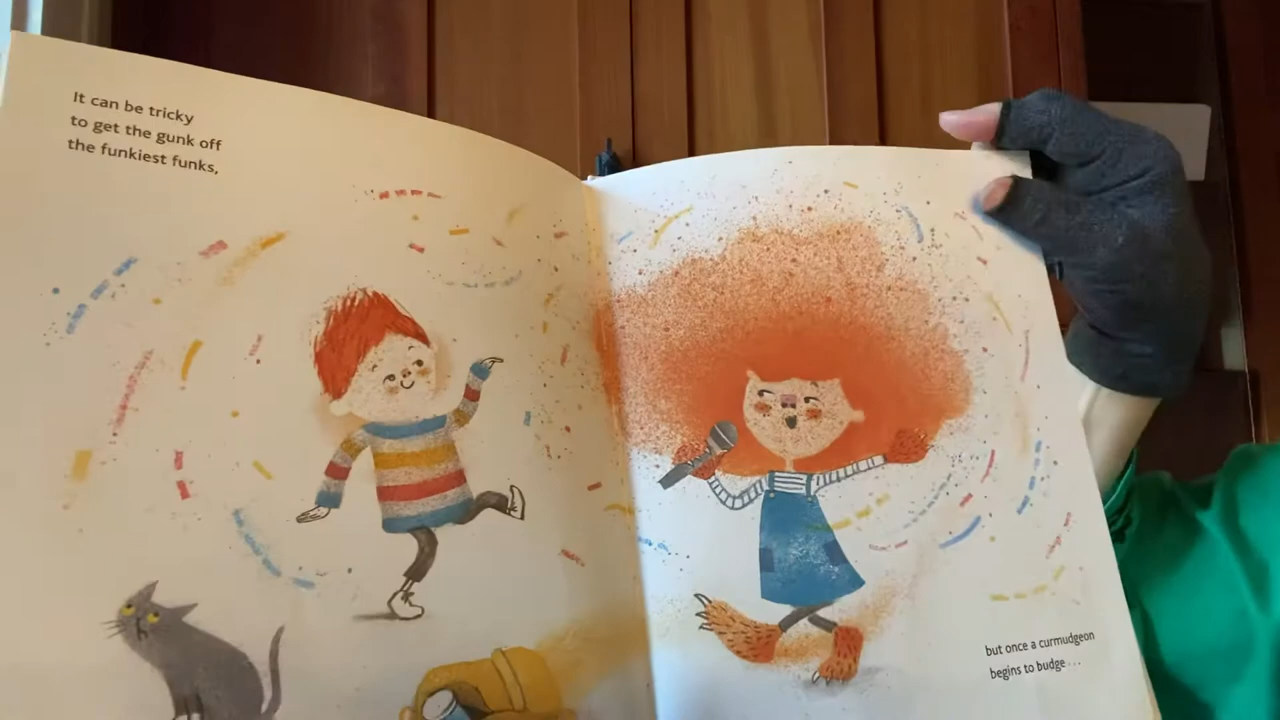 It can be tricky
to get the gunk off
the funkiest funks,
but once a curmudgeon
begins to budge...